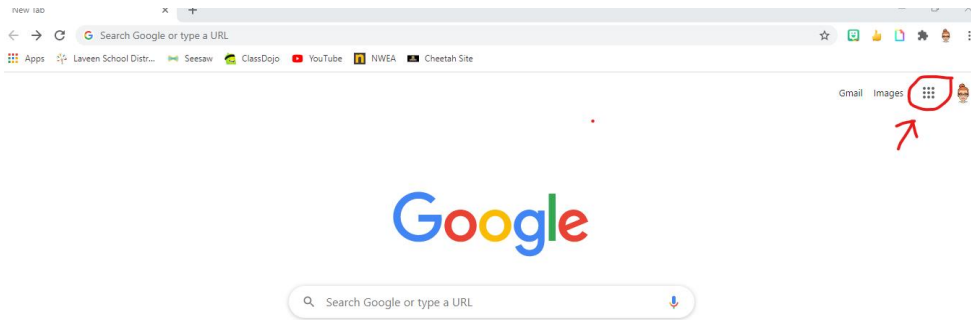 New Tab
Search Google or type a URL
Apps Laveen School Distr... Seesaw ClassDojo YouTube NWEA Cheetah Site
Gmail Images
Google
Search Google or type a URL